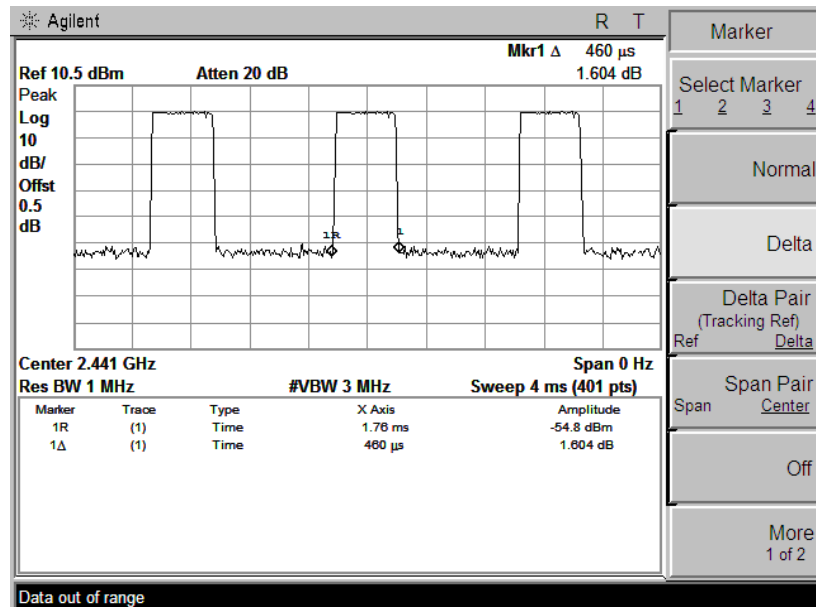 Agilent R T
Mkr1 Δ 460 µs
Ref 10.5 dBm Atten 20 dB 1.604 dB
Peak
Log
10
dB/
Offst
0.5
dB
1R
1
Center 2.441 GHz Span 0 Hz
Res BW 1 MHz #VBW 3 MHz Sweep 4 ms (401 pts)
Marker Trace Type X Axis Amplitude
1R (1) Time 1.76 ms -54.8 dBm
1Δ (1) Time 460 µs 1.604 dB
Data out of range
Marker
Select Marker
1 2 3 4
Normal
Delta
Delta Pair
(Tracking Ref)
Ref Delta
Span Pair
Span Center
Off
More
1 of 2